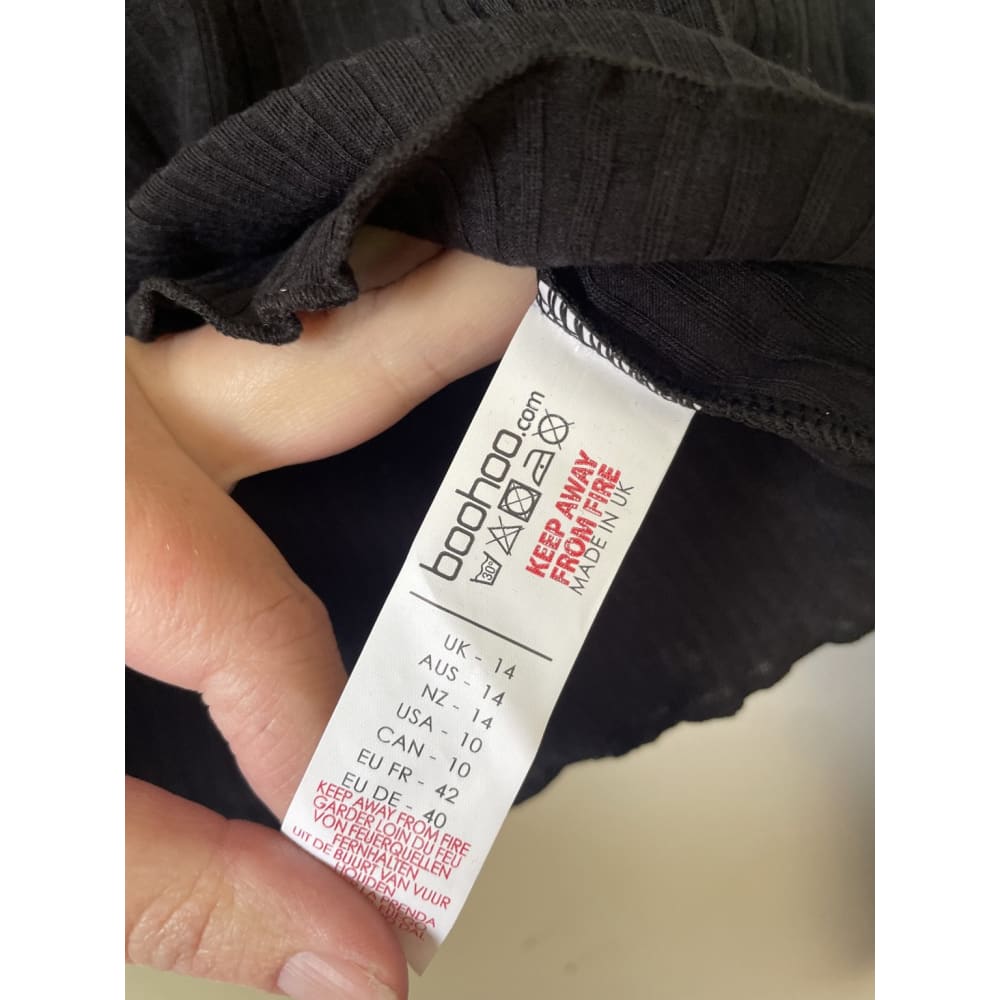 boohoo.com
30°
KEEP AWAY
FROM FIRE
MADE IN UK
UK - 14
AUS - 14
NZ - 14
USA - 10
CAN - 10
EU FR - 42
EU DE - 40
KEEP AWAY FROM FIRE
GARDER LOIN DU FEU
VON FEUERQUELLEN
FERNHALTEN
UIT DE BUURT VAN VUUR
HOUDEN
LA PRENDA